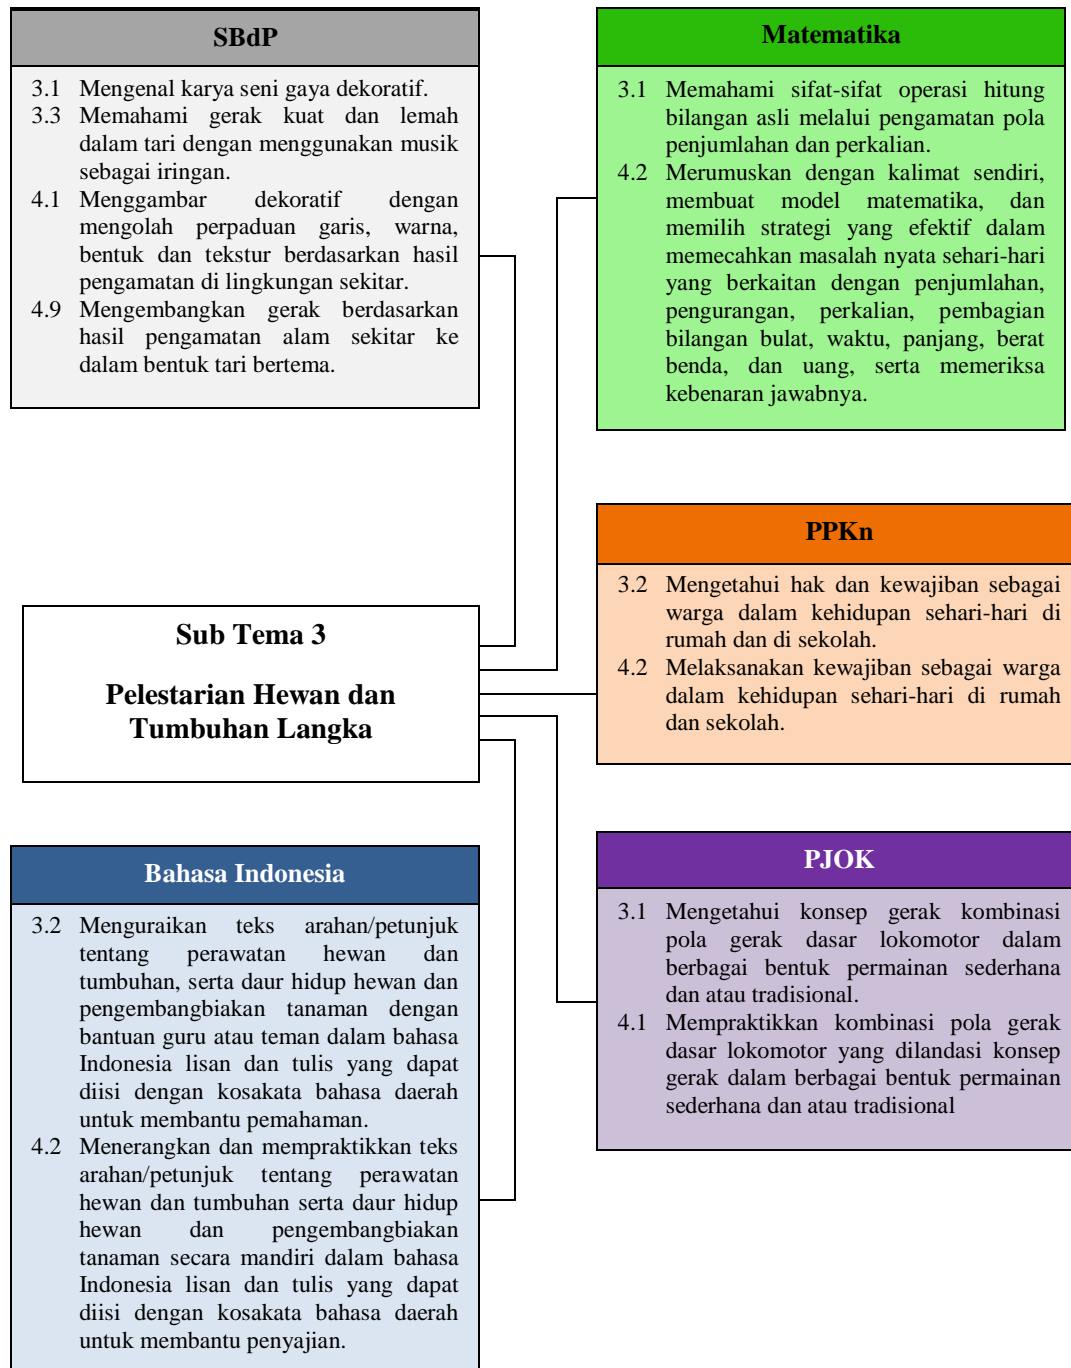 SBdP
3.1 Mengenal karya seni gaya dekoratif.
3.3 Memahami gerak kuat dan lemah
dalam tari dengan menggunakan musik
sebagai iringan.
4.1 Menggambar dekoratif dengan
mengolah perpaduan garis, warna,
bentuk dan tekstur berdasarkan hasil
pengamatan di lingkungan sekitar.
4.9 Mengembangkan gerak berdasarkan
hasil pengamatan alam sekitar ke
dalam bentuk tari bertema.
Matematika
3.1 Memahami sifat-sifat operasi hitung
bilangan asli melalui pengamatan pola
penjumlahan dan perkalian.
4.2 Merumuskan dengan kalimat sendiri,
membuat model matematika, dan
memilih strategi yang efektif dalam
memecahkan masalah nyata sehari-hari
yang berkaitan dengan penjumlahan,
pengurangan, perkalian, pembagian
bilangan bulat, waktu, panjang, berat
benda, dan uang, serta memeriksa
kebenaran jawabnya.
PPKn
3.2 Mengetahui hak dan kewajiban sebagai
warga dalam kehidupan sehari-hari di
rumah dan di sekolah.
4.2 Melaksanakan kewajiban sebagai warga
dalam kehidupan sehari-hari di rumah
dan sekolah.
Sub Tema 3
Pelestarian Hewan dan
Tumbuhan Langka
Bahasa Indonesia
3.2 Menguraikan teks arahan/petunjuk
tentang perawatan hewan dan
tumbuhan, serta daur hidup hewan dan
pengembangbiakan tanaman dengan
bantuan guru atau teman dalam bahasa
Indonesia lisan dan tulis yang dapat
diisi dengan kosakata bahasa daerah
untuk membantu pemahaman.
4.2 Menerangkan dan mempraktikkan teks
arahan/petunjuk tentang perawatan
hewan dan tumbuhan serta daur hidup
hewan dan pengembangbiakan
tanaman secara mandiri dalam bahasa
Indonesia lisan dan tulis yang dapat
diisi dengan kosakata bahasa daerah
untuk membantu penyajian.
PJOK
3.1 Mengetahui konsep gerak kombinasi
pola gerak dasar lokomotor dalam
berbagai bentuk permainan sederhana
dan atau tradisional.
4.1 Mempraktikkan kombinasi pola gerak
dasar lokomotor yang dilandasi konsep
gerak dalam berbagai bentuk permainan
sederhana dan atau tradisional